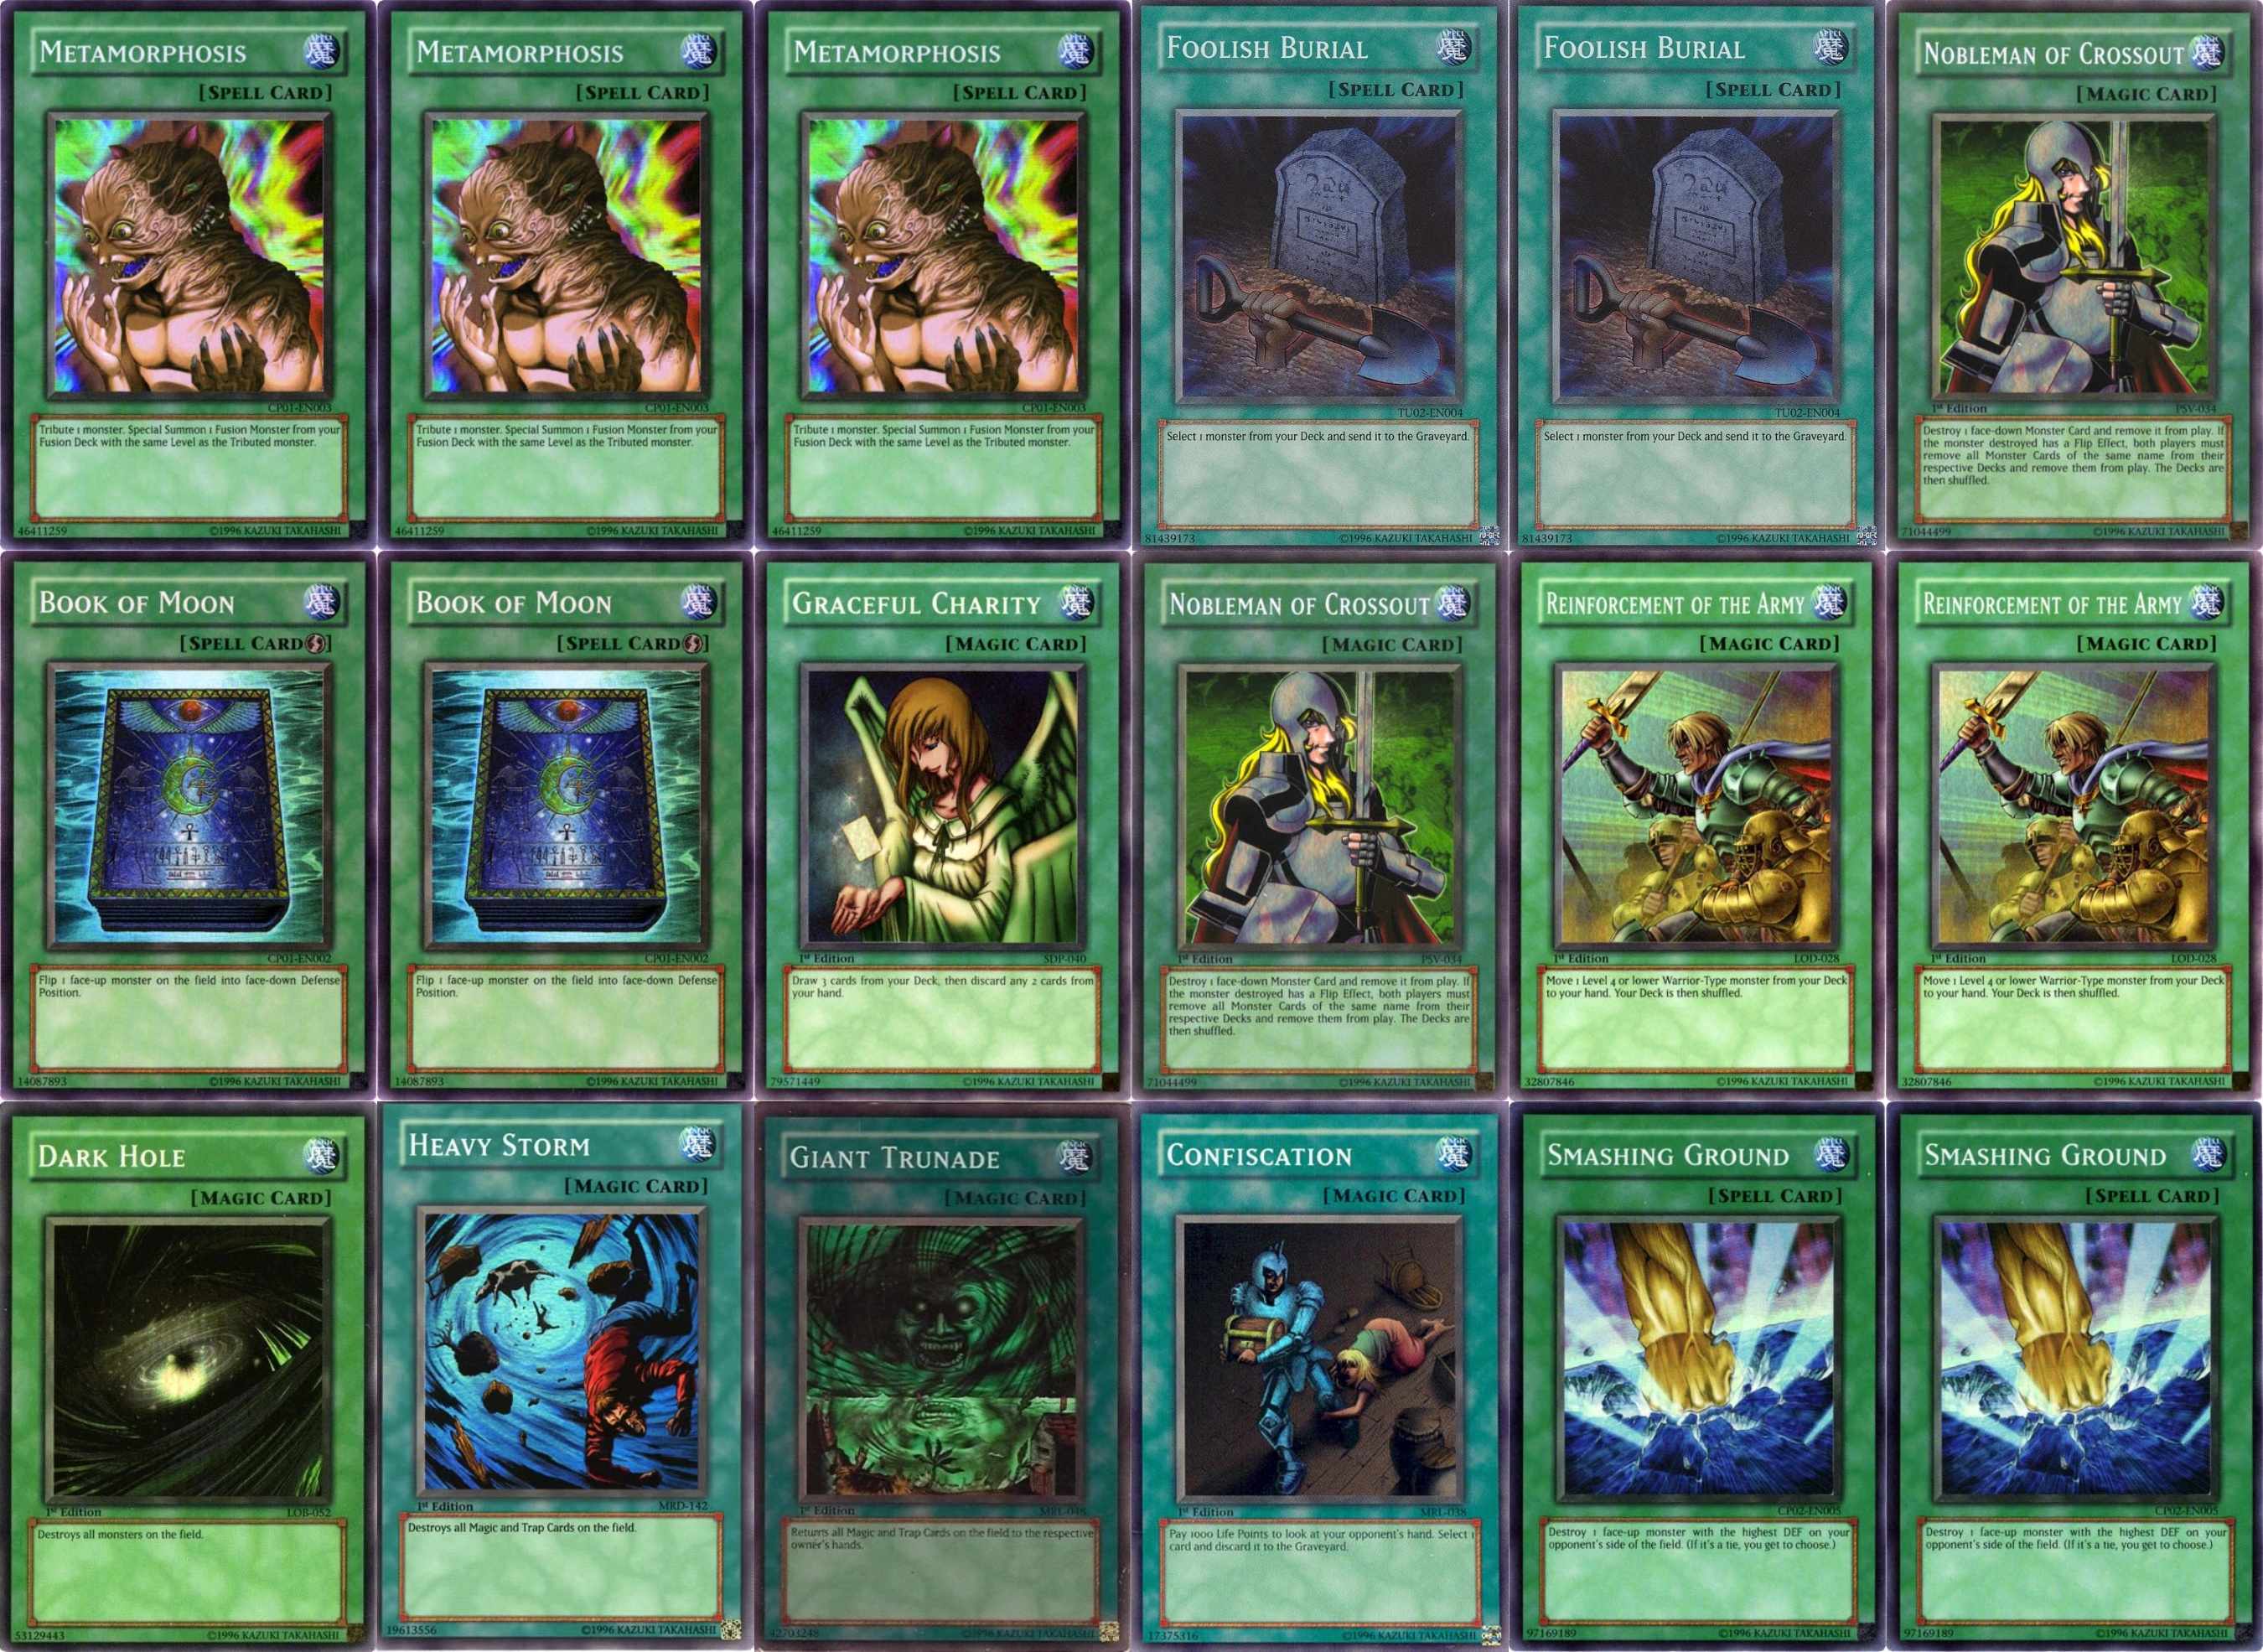 METAMORPHOSIS
[SPELL CARD]
CP01-EN003
Tribute 1 monster. Special Summon 1 Fusion Monster from your
Fusion Deck with the same Level as the Tributed monster.
46411259
©1996 KAZUKI TAKAHASHI
METAMORPHOSIS
[SPELL CARD]
CP01-EN003
Tribute 1 monster. Special Summon 1 Fusion Monster from your
Fusion Deck with the same Level as the Tributed monster.
46411259
©1996 KAZUKI TAKAHASHI
METAMORPHOSIS
[SPELL CARD]
CP01-EN003
Tribute 1 monster. Special Summon 1 Fusion Monster from your
Fusion Deck with the same Level as the Tributed monster.
46411259
©1996 KAZUKI TAKAHASHI
FOOLISH BURIAL
[SPELL CARD]
TU02-EN004
Select 1 monster from your Deck and send it to the Graveyard.
81439173
©1996 KAZUKI TAKAHASHI
FOOLISH BURIAL
[SPELL CARD]
TU02-EN004
Select 1 monster from your Deck and send it to the Graveyard.
81439173
©1996 KAZUKI TAKAHASHI
NOBLEMAN OF CROSSOUT
[MAGIC CARD]
1st Edition
PSV-034
Destroy 1 face-down Monster Card and remove it from play. If
the monster destroyed has a Flip Effect, both players must
remove all Monster Cards of the same name from their
respective Decks and remove them from play. The Decks are
then shuffled.
71044499
©1996 KAZUKI TAKAHASHI
BOOK OF MOON
[SPELL CARD]
CP01-EN002
Flip 1 face-up monster on the field into face-down Defense
Position.
14087893
©1996 KAZUKI TAKAHASHI
BOOK OF MOON
[SPELL CARD]
CP01-EN002
Flip 1 face-up monster on the field into face-down Defense
Position.
14087893
©1996 KAZUKI TAKAHASHI
GRACEFUL CHARITY
[MAGIC CARD]
1st Edition
SDP-040
Draw 3 cards from your Deck, then discard any 2 cards from
your hand.
79571449
©1996 KAZUKI TAKAHASHI
NOBLEMAN OF CROSSOUT
[MAGIC CARD]
1st Edition
PSV-034
Destroy 1 face-down Monster Card and remove it from play. If
the monster destroyed has a Flip Effect, both players must
remove all Monster Cards of the same name from their
respective Decks and remove them from play. The Decks are
then shuffled.
71044499
©1996 KAZUKI TAKAHASHI
REINFORCEMENT OF THE ARMY
[MAGIC CARD]
1st Edition
LOD-028
Move 1 Level 4 or lower Warrior-Type monster from your Deck
to your hand. Your Deck is then shuffled.
32807846
©1996 KAZUKI TAKAHASHI
REINFORCEMENT OF THE ARMY
[MAGIC CARD]
1st Edition
LOD-028
Move 1 Level 4 or lower Warrior-Type monster from your Deck
to your hand. Your Deck is then shuffled.
32807846
©1996 KAZUKI TAKAHASHI
DARK HOLE
[MAGIC CARD]
1st Edition
LOB-052
Destroys all monsters on the field.
53129443
©1996 KAZUKI TAKAHASHI
HEAVY STORM
[MAGIC CARD]
1st Edition
MRD-142
Destroys all Magic and Trap Cards on the field.
19613556
©1996 KAZUKI TAKAHASHI
GIANT TRUNADE
[MAGIC CARD]
1st Edition
MRL-048
Returns all Magic and Trap Cards on the field to the respective
owner's hands.
42703248
©1996 KAZUKI TAKAHASHI
CONFISCATION
[MAGIC CARD]
1st Edition
MRL-038
Pay 1000 Life Points to look at your opponent's hand. Select 1
card and discard it to the Graveyard.
17375316
©1996 KAZUKI TAKAHASHI
SMASHING GROUND
[SPELL CARD]
CP02-EN005
Destroy 1 face-up monster with the highest DEF on your
opponent's side of the field. (If it's a tie, you get to choose.)
97169189
©1996 KAZUKI TAKAHASHI
SMASHING GROUND
[SPELL CARD]
CP02-EN005
Destroy 1 face-up monster with the highest DEF on your
opponent's side of the field. (If it's a tie, you get to choose.)
97169189
©1996 KAZUKI TAKAHASHI